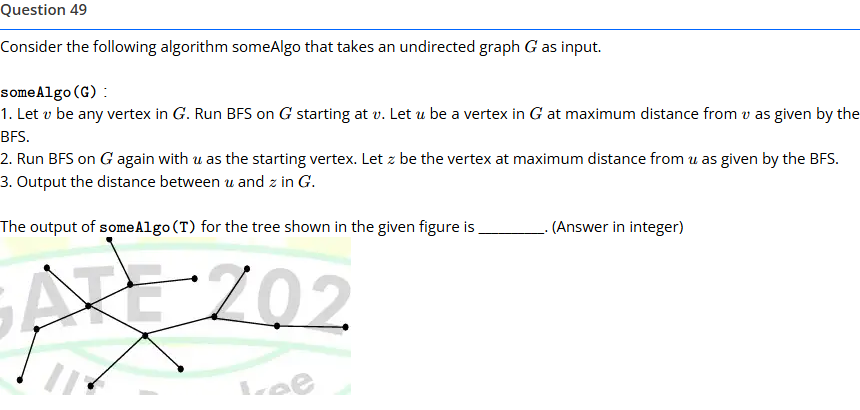 Question 49
Consider the following algorithm someAlgo that takes an undirected graph G as input.
someAlgo(G) :
1. Let v be any vertex in G. Run BFS on G starting at v. Let u be a vertex in G at maximum distance from v as given by the
BFS.
2. Run BFS on G again with u as the starting vertex. Let z be the vertex at maximum distance from u as given by the BFS.
3. Output the distance between u and z in G.
The output of someAlgo(T) for the tree shown in the given figure is ________. (Answer in integer)
GATE 202